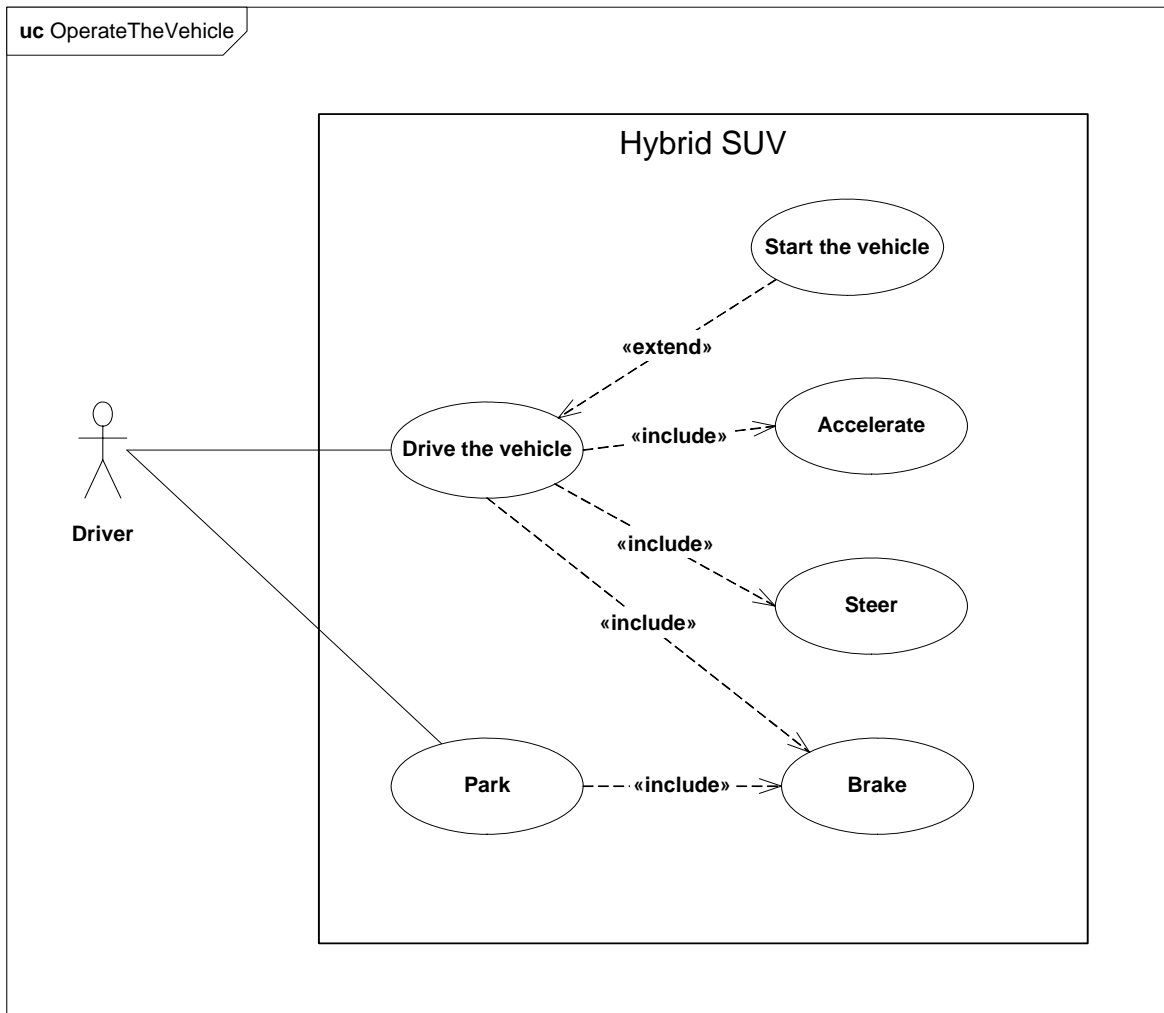 uc OperateTheVehicle
Hybrid SUV
Start the vehicle
«extend»
Accelerate
«include»
Drive the vehicle
Driver
«include»
Steer
«include»
Park
«include»
Brake